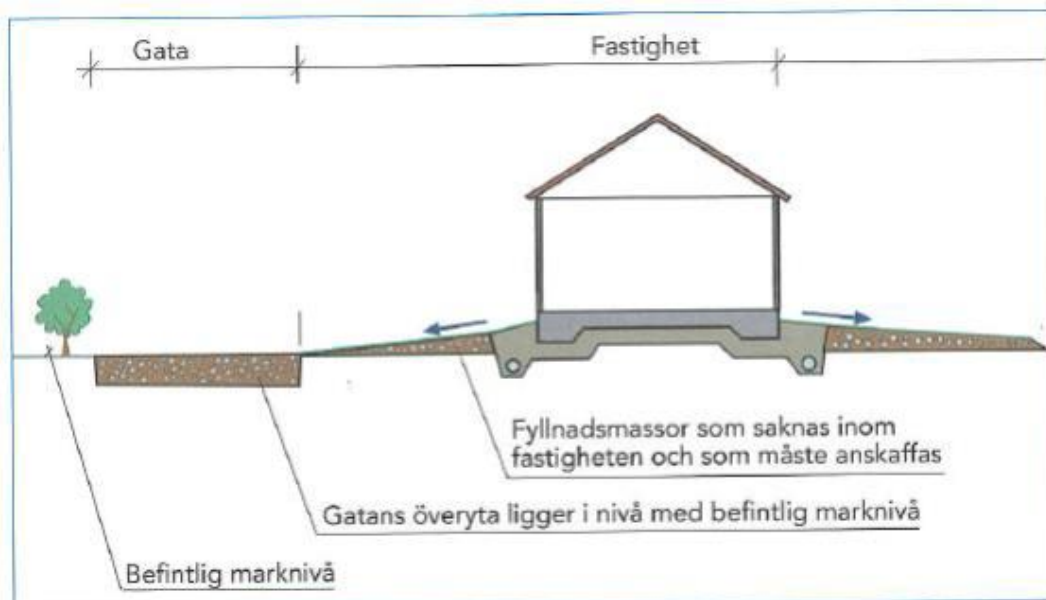 Gata
Fastighet
Fyllnadsmassor som saknas inom
fastigheten och som måste anskaffas
Gatans överyta ligger i nivå med befintlig marknivå
Befintlig marknivå